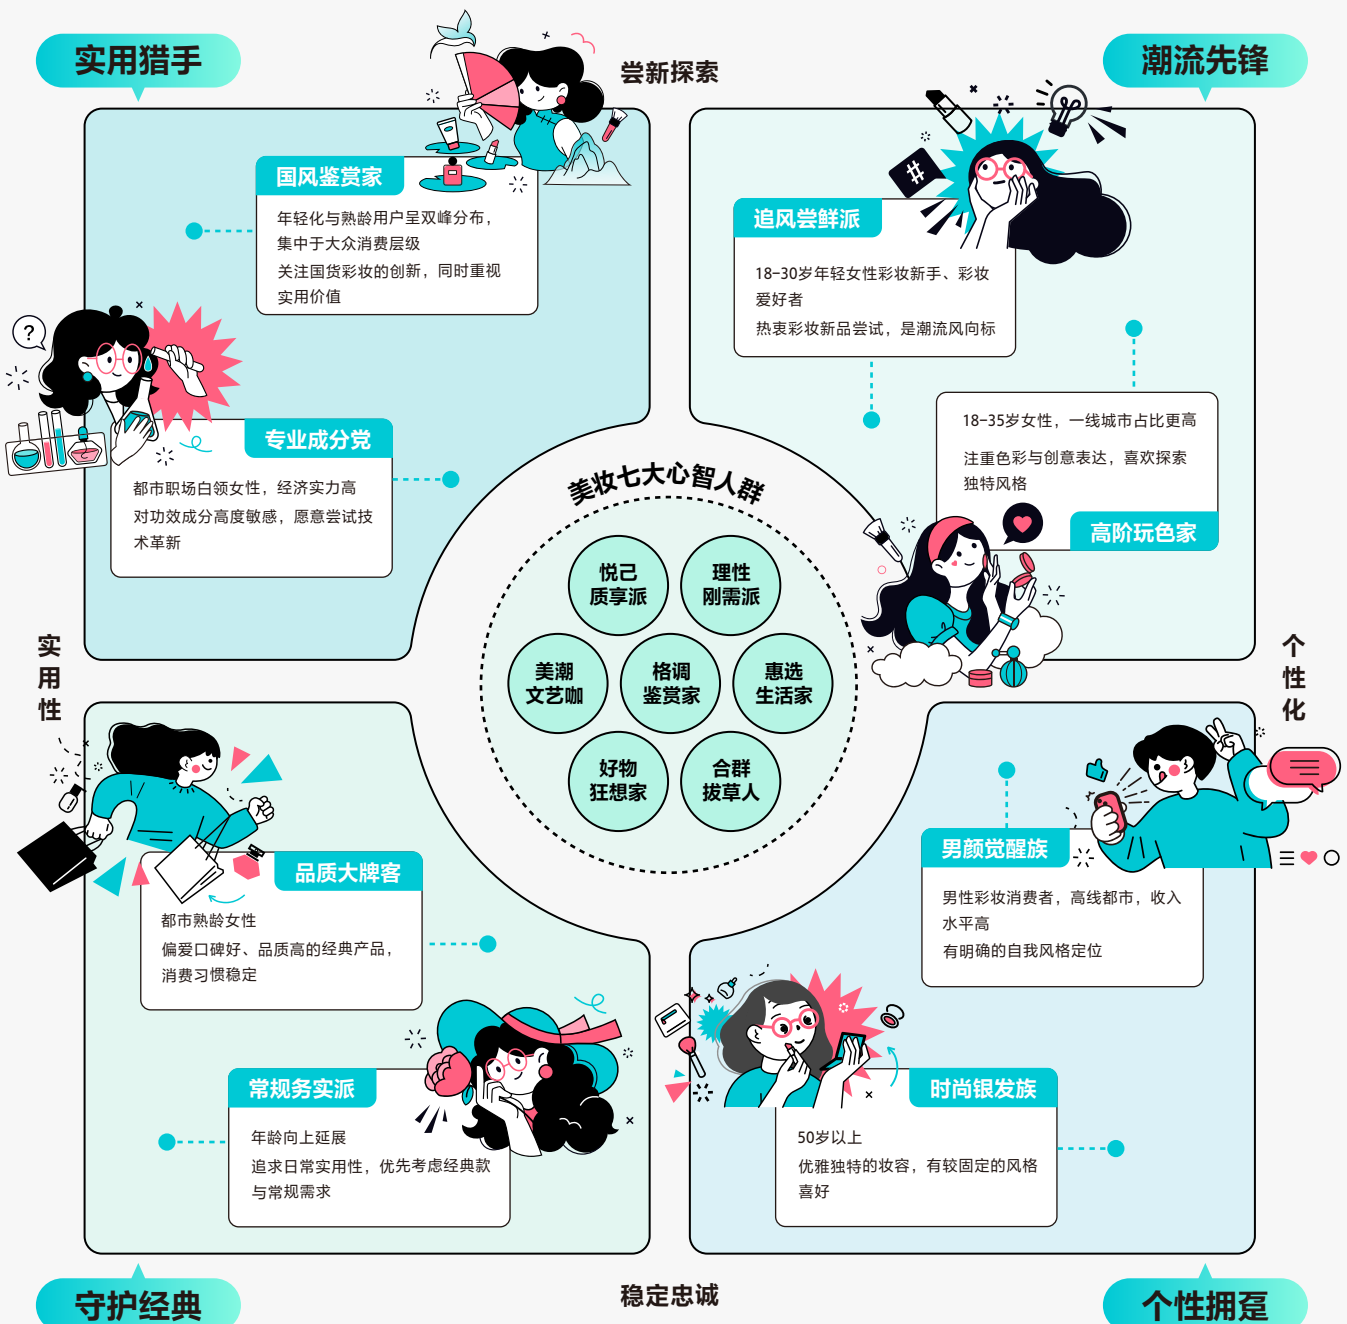 实用猎手
尝新探索
潮流先锋
国风鉴赏家
年轻化与熟龄用户呈双峰分布，
集中于大众消费层级
关注国货彩妆的创新，同时重视
实用价值
追风尝鲜派
18-30岁年轻女性彩妆新手、彩妆
爱好者
热衷彩妆新品尝试，是潮流风向标
#
?
专业成分党
都市职场白领女性，经济实力高
对功效成分高度敏感，愿意尝试技
术革新
18-35岁女性，一线城市占比更高
注重色彩与创意表达，喜欢探索
独特风格
高阶玩色家
美妆七大心智人群
悦己
质享派
理性
刚需派
美潮
文艺咖
格调
鉴赏家
惠选
生活家
好物
狂想家
合群
拔草人
实用性
个性化
品质大牌客
都市熟龄女性
偏爱口碑好、品质高的经典产品，
消费习惯稳定
男颜觉醒族
男性彩妆消费者，高线都市，收入
水平高
有明确的自我风格定位
常规务实派
年龄向上延展
追求日常实用性，优先考虑经典款
与常规需求
时尚银发族
50岁以上
优雅独特的妆容，有较固定的风格
喜好
守护经典
稳定忠诚
个性拥趸